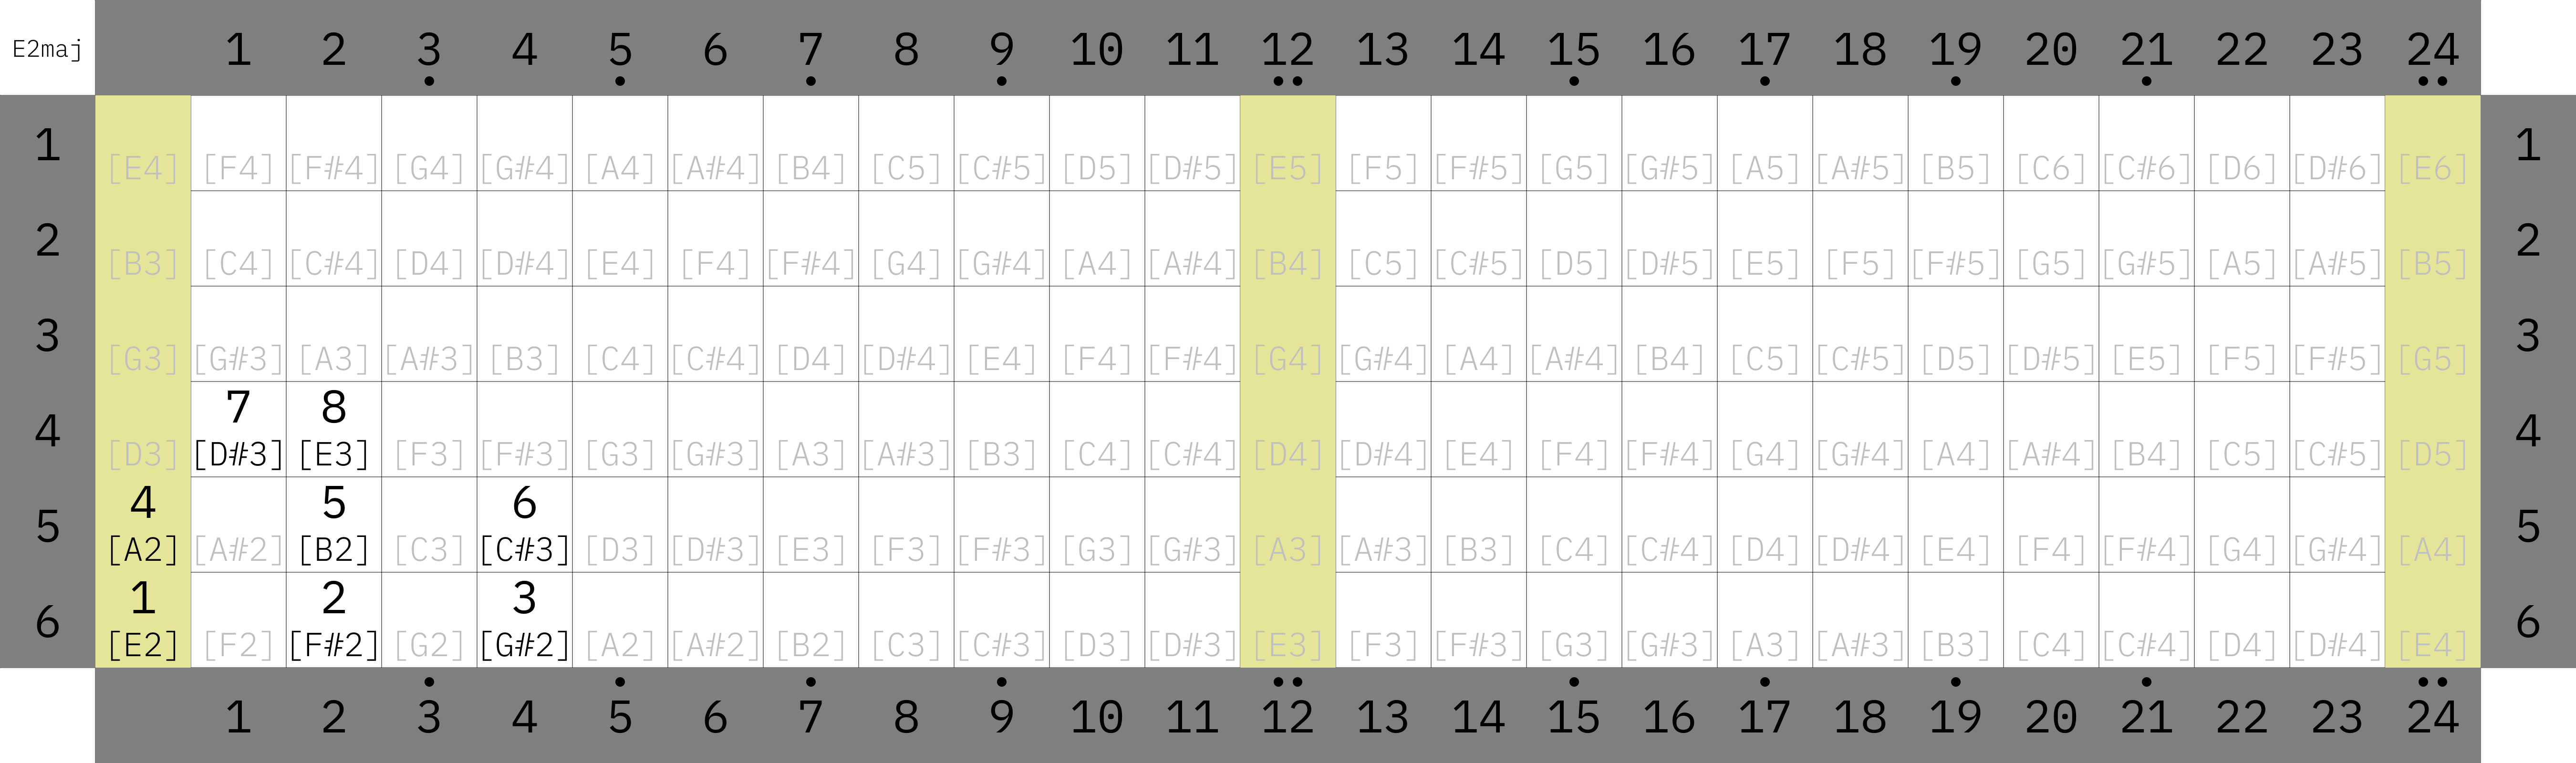 E2maj 1 2 3 4 5 6 7 8 9 10 11 12 13 14 15 16 17 18 19 20 21 22 23 24
1 [E4] [F4] [F#4] [G4] [G#4] [A4] [A#4] [B4] [C5] [C#5] [D5] [D#5] [E5] [F5] [F#5] [G5] [G#5] [A5] [A#5] [B5] [C6] [C#6] [D6] [D#6] [E6] 1
2 [B3] [C4] [C#4] [D4] [D#4] [E4] [F4] [F#4] [G4] [G#4] [A4] [A#4] [B4] [C5] [C#5] [D5] [D#5] [E5] [F5] [F#5] [G5] [G#5] [A5] [A#5] [B5] 2
3 [G3] [G#3] [A3] [A#3] [B3] [C4] [C#4] [D4] [D#4] [E4] [F4] [F#4] [G4] [G#4] [A4] [A#4] [B4] [C5] [C#5] [D5] [D#5] [E5] [F5] [F#5] [G5] 3
7 8
4 [D3] [D#3] [E3] [F3] [F#3] [G3] [G#3] [A3] [A#3] [B3] [C4] [C#4] [D4] [D#4] [E4] [F4] [F#4] [G4] [G#4] [A4] [A#4] [B4] [C5] [C#5] [D5] 4
4 5 6
5 [A2] [A#2] [B2] [C3] [C#3] [D3] [D#3] [E3] [F3] [F#3] [G3] [G#3] [A3] [A#3] [B3] [C4] [C#4] [D4] [D#4] [E4] [F4] [F#4] [G4] [G#4] [A4] 5
1 2 3
6 [E2] [F2] [F#2] [G2] [G#2] [A2] [A#2] [B2] [C3] [C#3] [D3] [D#3] [E3] [F3] [F#3] [G3] [G#3] [A3] [A#3] [B3] [C4] [C#4] [D4] [D#4] [E4] 6
1 2 3 4 5 6 7 8 9 10 11 12 13 14 15 16 17 18 19 20 21 22 23 24